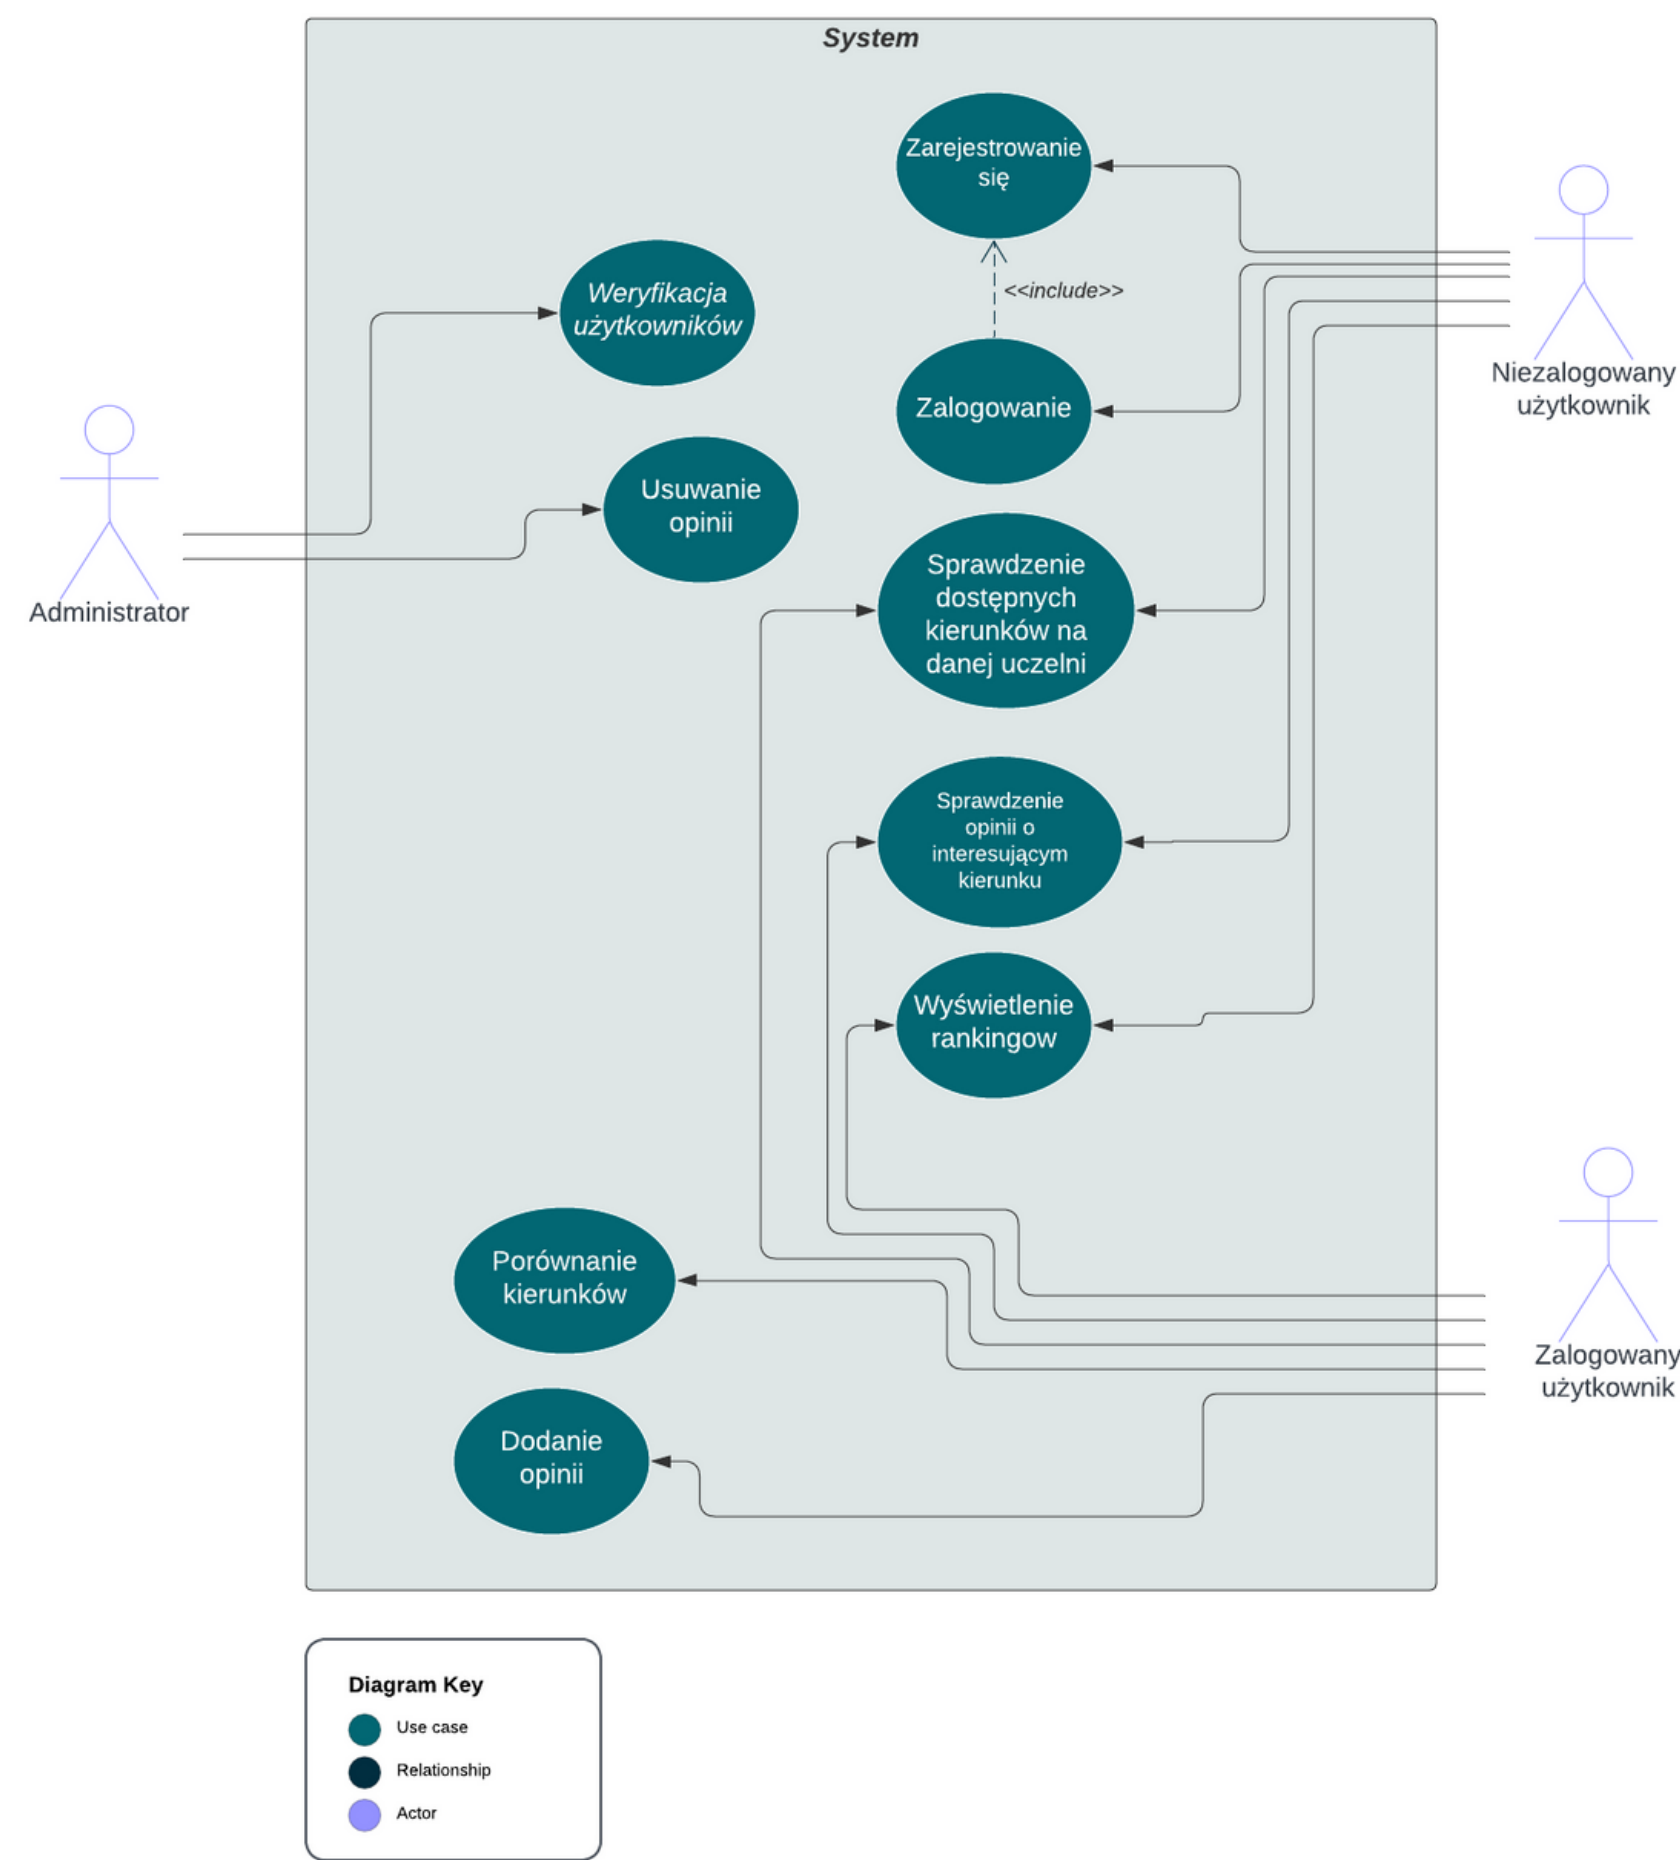 System
Zarejestrowanie
się
<<include>>
Weryfikacja
użytkowników
Zalogowanie
Niezalogowany
użytkownik
Usuwanie
opinii
Administrator
Sprawdzenie
dostępnych
kierunków na
danej uczelni
Sprawdzenie
opinii o
interesującym
kierunku
Wyświetlenie
rankingow
Porównanie
kierunków
Zalogowany
użytkownik
Dodanie
opinii
Diagram Key
Use case
Relationship
Actor